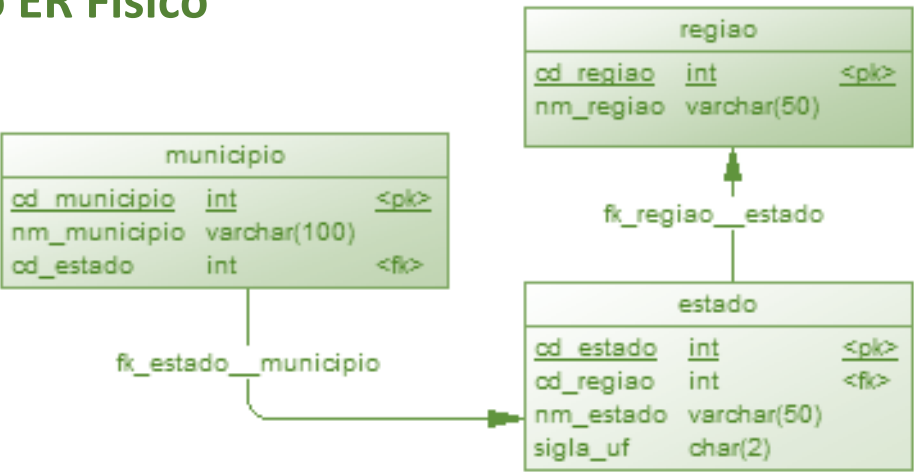 ER Físico
regiao
cd_regiao int <pk>
nm_regiao varchar(50)
municipio
cd_municipio int <pk>
nm_municipio varchar(100)
cd_estado int <fk>
fk_regiao__estado
estado
cd_estado int <pk>
cd_regiao int <fk>
nm_estado varchar(50)
sigla_uf char(2)
fk_estado__municipio